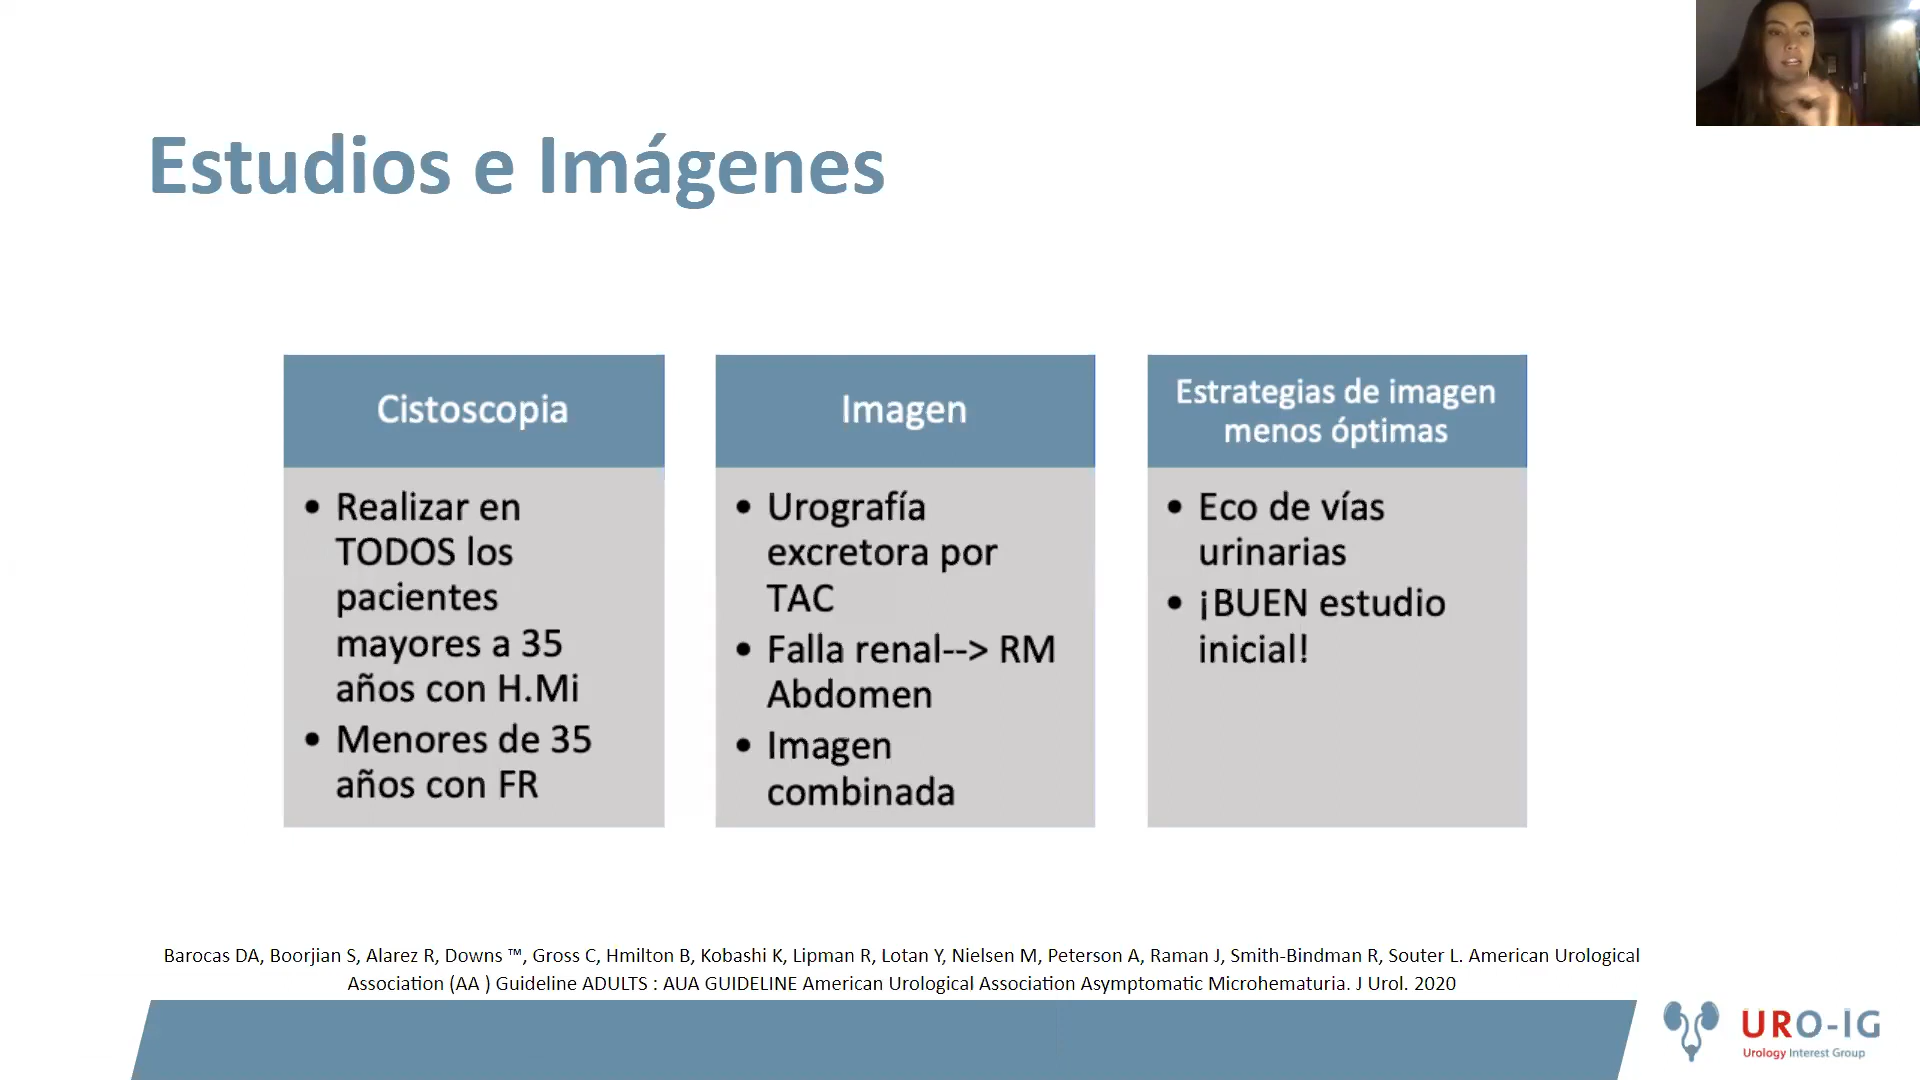 Estudios e Imágenes
Cistoscopia
• Realizar en
TODOS los
pacientes
mayores a 35
años con H.Mi
• Menores de 35
años con FR
Imagen
• Urografía
excretora por
TAC
• Falla renal--> RM
Abdomen
• Imagen
combinada
Estrategias de imagen
menos óptimas
• Eco de vías
urinarias
• ¡BUEN estudio
inicial!
Barocas DA, Boorjian S, Alarez R, Downs ™, Gross C, Hmilton B, Kobashi K, Lipman R, Lotan Y, Nielsen M, Peterson A, Raman J, Smith-Bindman R, Souter L. American Urological
Association (AA ) Guideline ADULTS : AUA GUIDELINE American Urological Association Asymptomatic Microhematuria. J Urol. 2020
URO-IG
Urology Interest Group